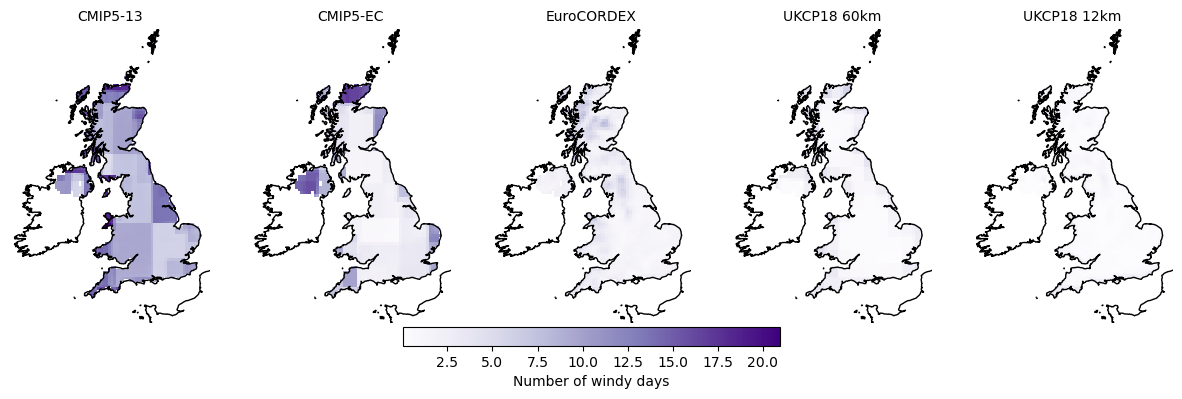 CMIP5-13 CMIP5-EC EuroCORDEX UKCP18 60km UKCP18 12km
2.5 5.0 7.5 10.0 12.5 15.0 17.5 20.0
Number of windy days